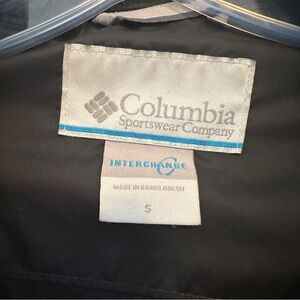 Columbia
Sportswear Company
INTERCHANGE
MADE IN BANGLADESH
S